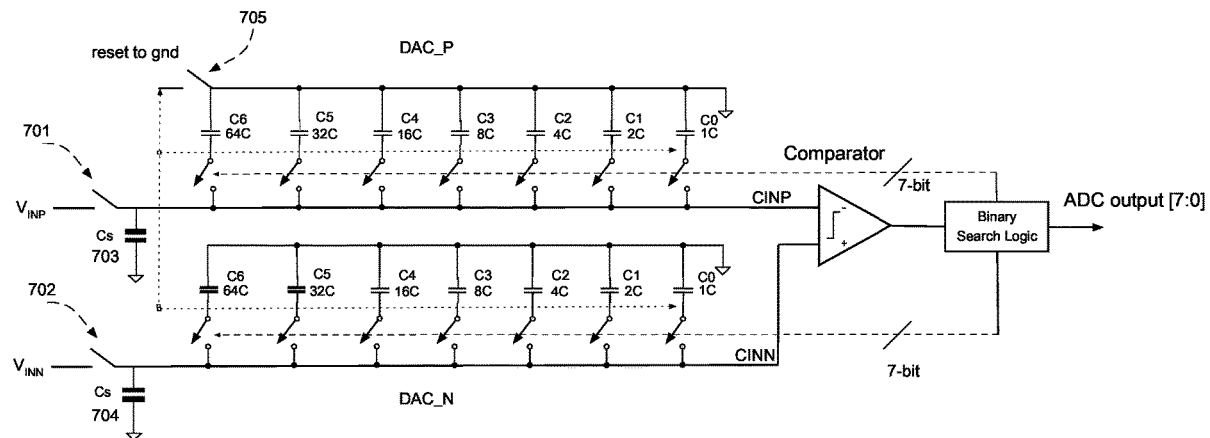 705
reset to gnd
DAC_P
C6 64C
C5 32C
C4 16C
C3 8C
C2 4C
C1 2C
C0 1C
701
Comparator
7-bit
VINP
CINP
-
+
Binary Search Logic
ADC output [7:0]
Cs
703
C6 64C
C5 32C
C4 16C
C3 8C
C2 4C
C1 2C
C0 1C
702
7-bit
VINN
CINN
Cs
704
DAC_N